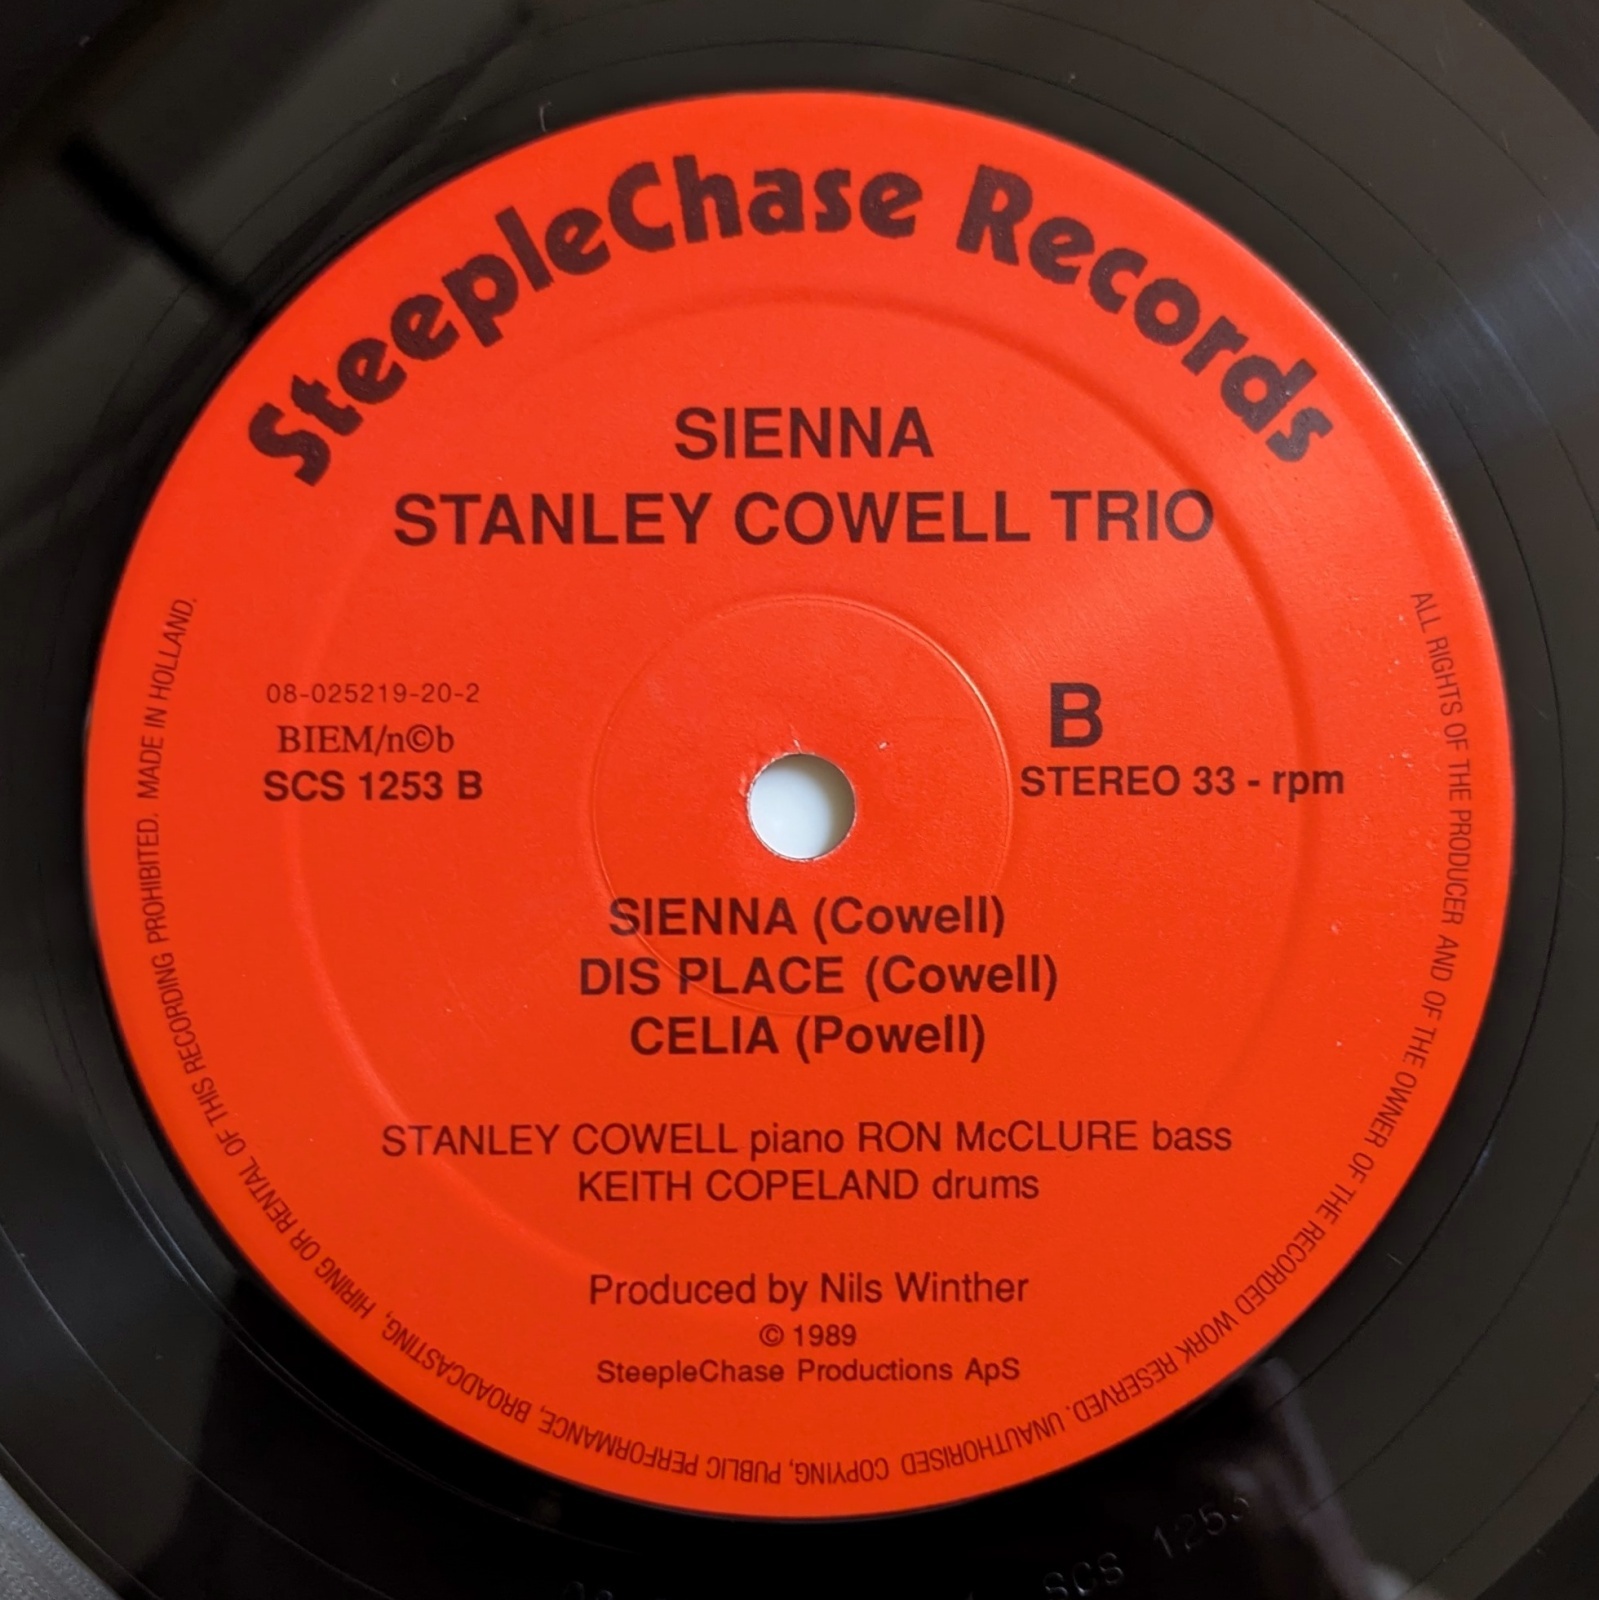 SteepleChase Records
SIENNA
STANLEY COWELL TRIO
08-025219-20-2
BIEM/n©b
SCS 1253 B
B
STEREO 33 - rpm
SIENNA (Cowell)
DIS PLACE (Cowell)
CELIA (Powell)
STANLEY COWELL piano RON McCLURE bass
KEITH COPELAND drums
Produced by Nils Winther
© 1989
SteepleChase Productions ApS
ALL RIGHTS OF THE PRODUCER AND OF THE OWNER OF THE RECORDED WORK RESERVED. UNAUTHORISED COPYING, PUBLIC PERFORMANCE, BROADCASTING, HIRING OR RENTAL OF THIS RECORDING PROHIBITED. MADE IN HOLLAND.
SCS 1253